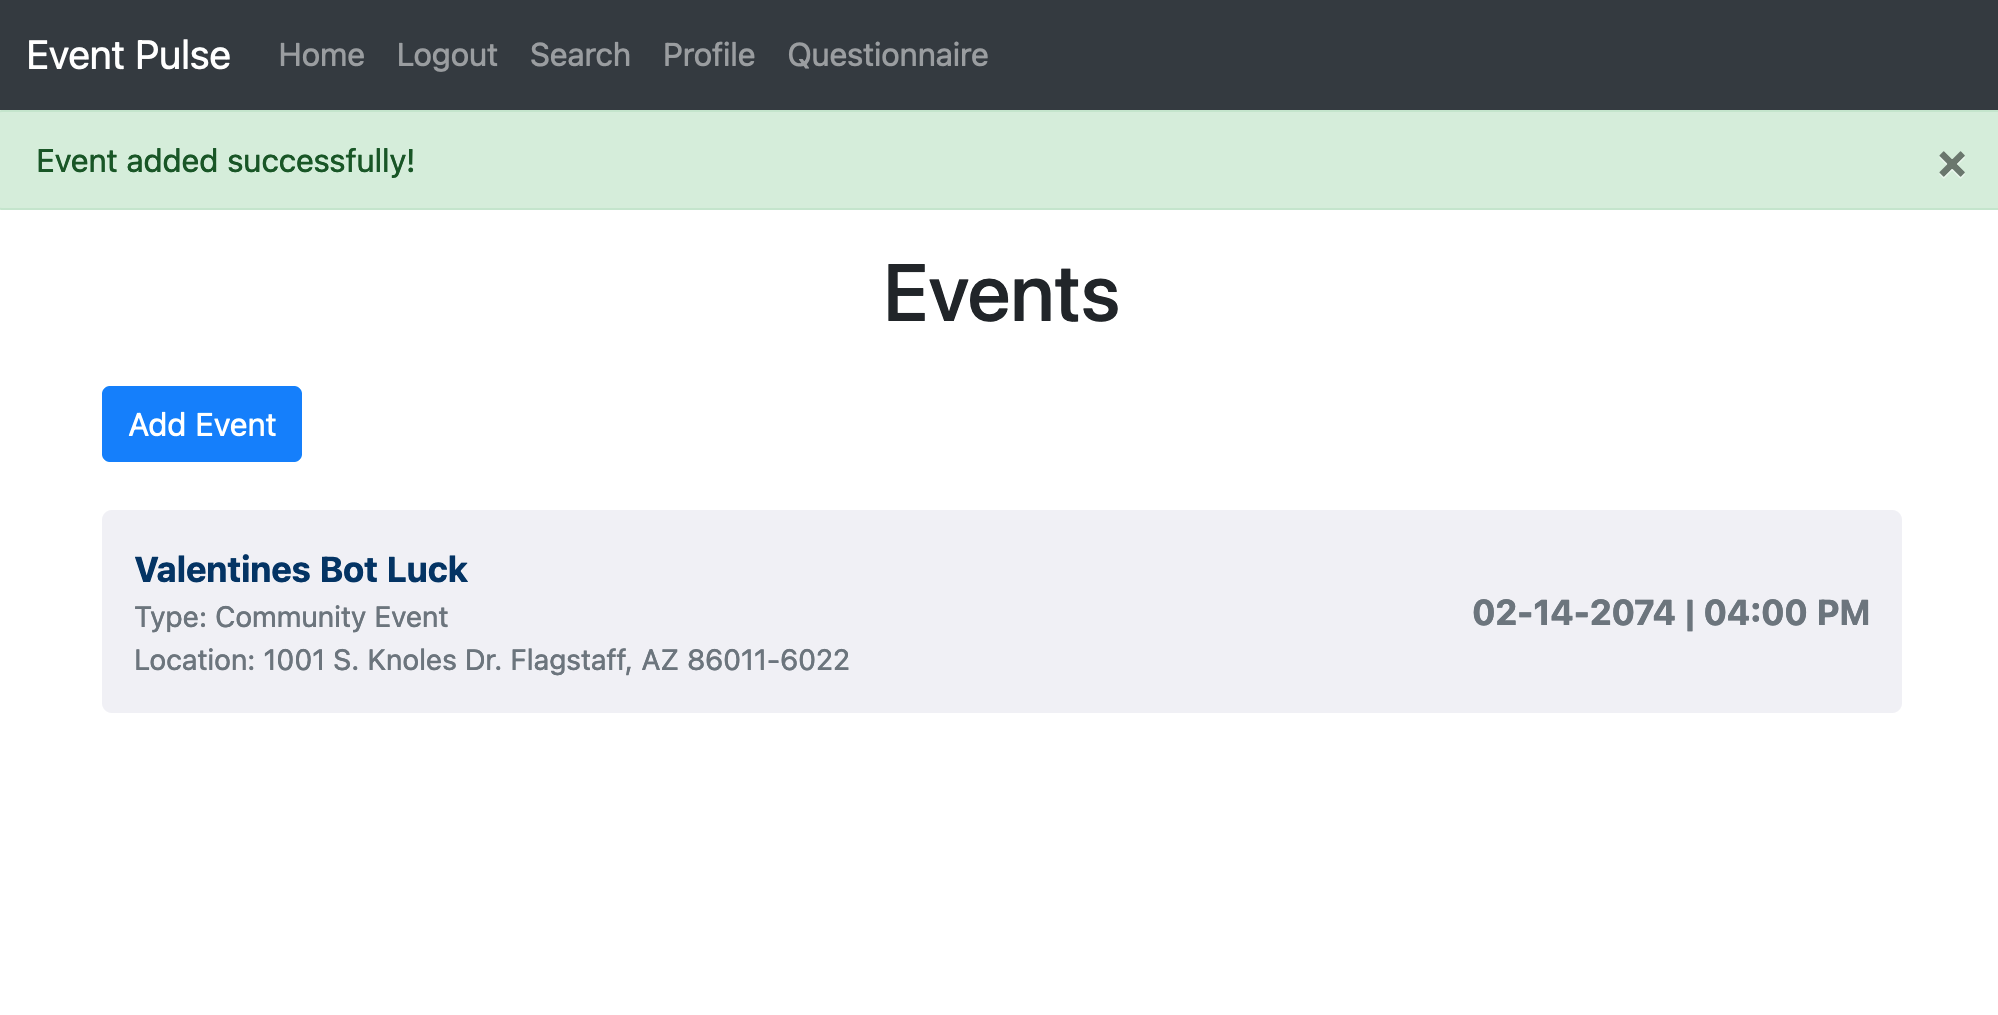 Event Pulse Home Logout Search Profile Questionnaire
Event added successfully! ×
Events
Add Event
Valentines Bot Luck
Type: Community Event
02-14-2074 | 04:00 PM
Location: 1001 S. Knoles Dr. Flagstaff, AZ 86011-6022